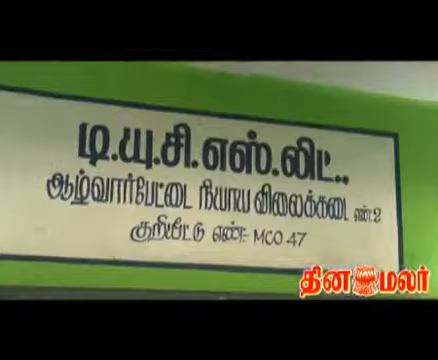 டி.யு.சி.எஸ்.லிட்..
ஆழ்வார்பேட்டை நியாய விலைக்கடை எண்:2
குறியீட்டு எண்:- MCO 47
தினமலர்